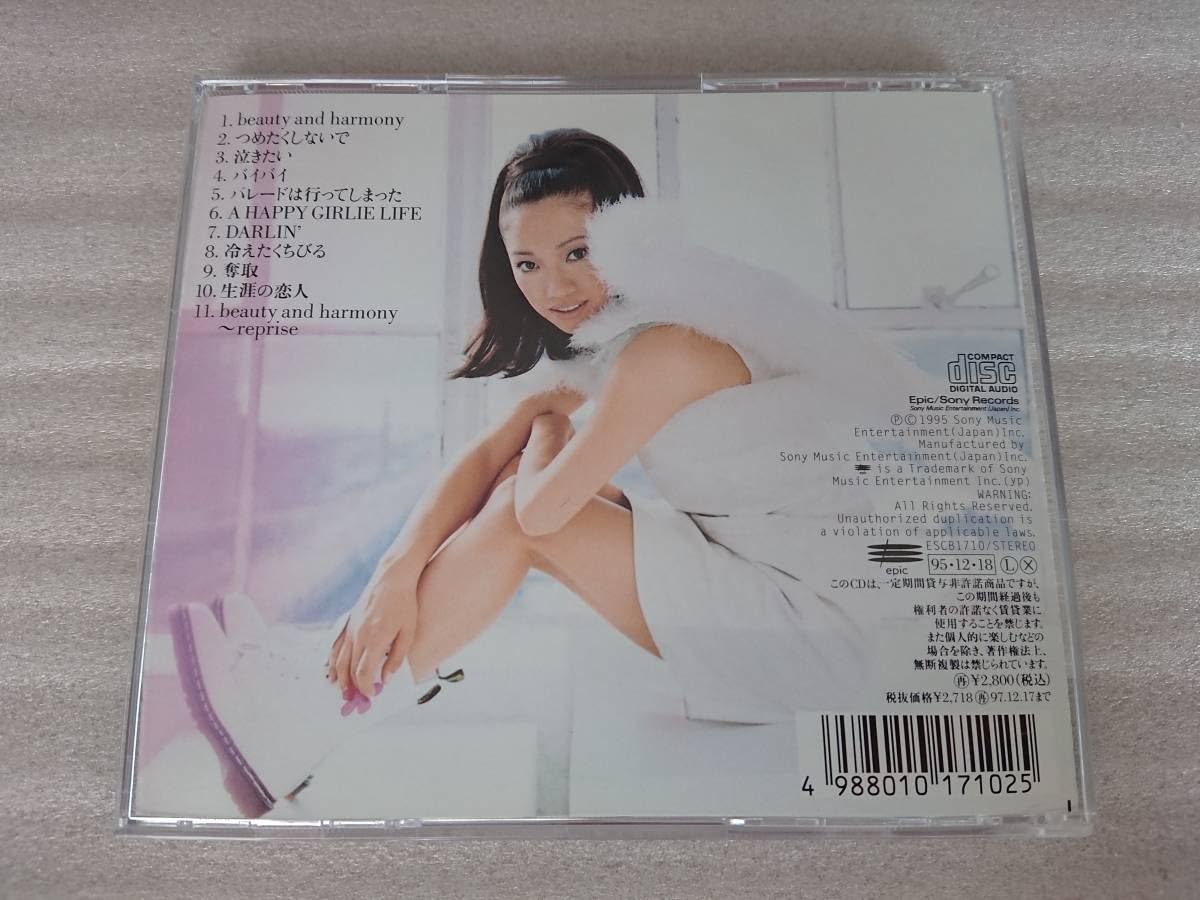 1. beauty and harmony
2. つめたくしないで
3. 泣きたい
4. バイバイ
5. パレードは行ってしまった
6. A HAPPY GIRLIE LIFE
7. DARLIN'
8. 冷えたくちびる
9. 奪取
10. 生涯の恋人
11. beauty and harmony
～reprise
COMPACT
disc
DIGITAL AUDIO
Epic/Sony Records
Sony Music Entertainment (Japan) Inc.
ⓅⒸ1995 Sony Music
Entertainment(Japan)Inc.
Manufactured by
Sony Music Entertainment(Japan)Inc.
is a Trademark of Sony
Music Entertainment Inc.(yp)
WARNING:
All Rights Reserved.
Unauthorized duplication is
a violation of applicable laws.
epic
ESCB1710/STEREO
95・12・18 Ⓛ Ⓧ
このCDは、一定期間貸与非許諾商品ですが、
この期間経過後も
権利者の許諾なく賃貸業に
使用することを禁じます。
また個人的に楽しむなどの
場合を除き、著作権法上、
無断複製は禁じられています。
㊢¥2,800(税込)
税抜価格¥2,718 97.12.17まで
4 988010 171025